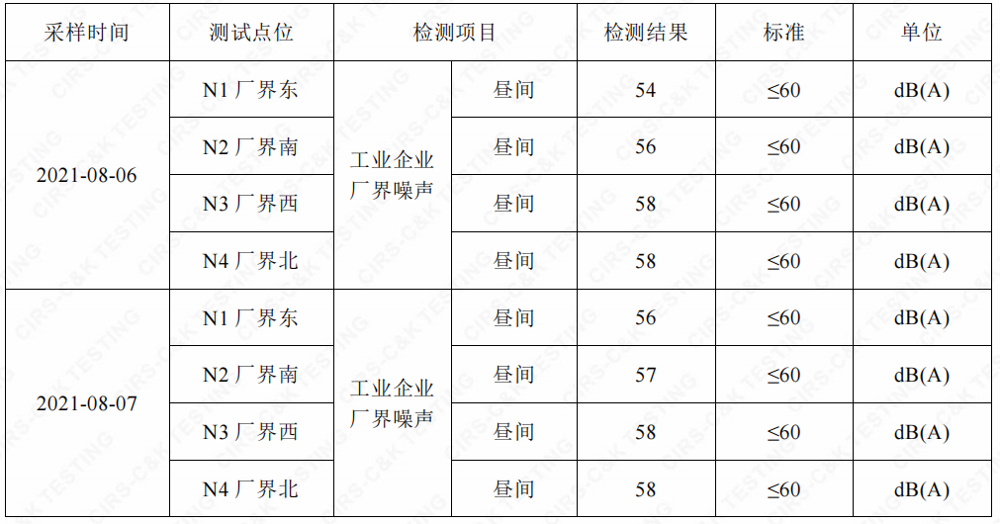 采样时间 测试点位 检测项目 检测结果 标准 单位
N1 厂界东 昼间 54 ≤60 dB(A)
N2 厂界南 昼间 56 ≤60 dB(A)
2021-08-06 工业企业
厂界噪声
N3 厂界西 昼间 58 ≤60 dB(A)
N4 厂界北 昼间 58 ≤60 dB(A)
N1 厂界东 昼间 56 ≤60 dB(A)
N2 厂界南 昼间 57 ≤60 dB(A)
2021-08-07 工业企业
厂界噪声
N3 厂界西 昼间 58 ≤60 dB(A)
N4 厂界北 昼间 58 ≤60 dB(A)
CIRS-C&K TESTING